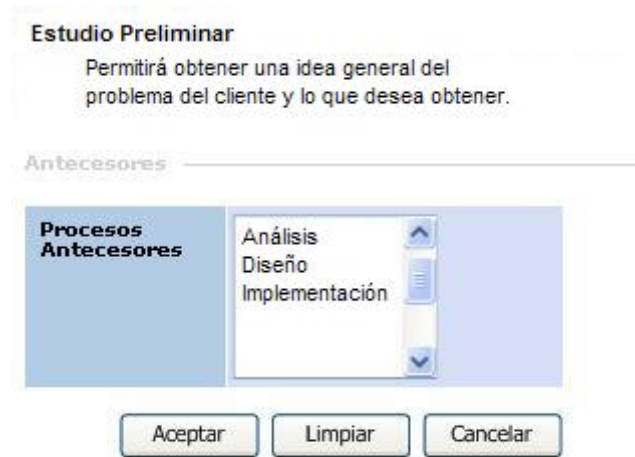 Estudio Preliminar
Permitirá obtener una idea general del
problema del cliente y lo que desea obtener.
Antecesores
Procesos
Antecesores
Análisis
Diseño
Implementación
Aceptar Limpiar Cancelar